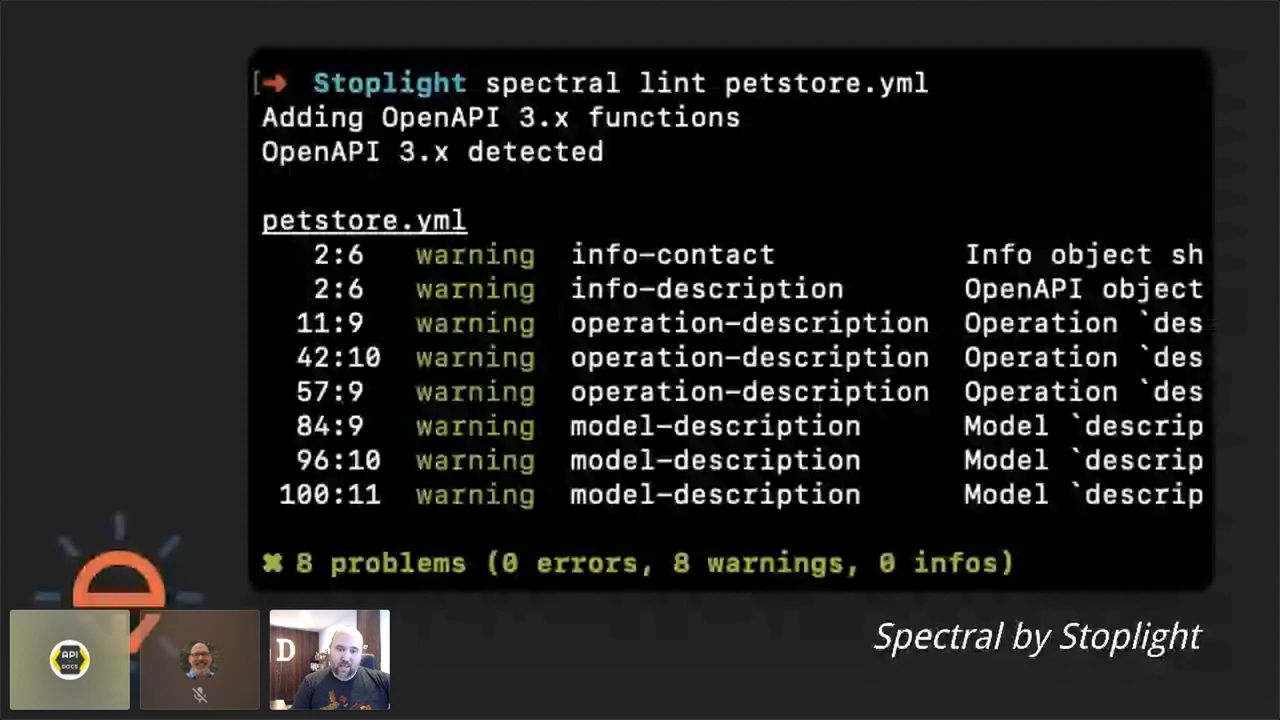 [➜ Stoplight spectral lint petstore.yml
Adding OpenAPI 3.x functions
OpenAPI 3.x detected
petstore.yml
2:6 warning info-contact Info object sh
2:6 warning info-description OpenAPI object
11:9 warning operation-description Operation `des
42:10 warning operation-description Operation `des
57:9 warning operation-description Operation `des
84:9 warning model-description Model `descrip
96:10 warning model-description Model `descrip
100:11 warning model-description Model `descrip
✖ 8 problems (0 errors, 8 warnings, 0 infos)
Spectral by Stoplight
API
DOCS
D